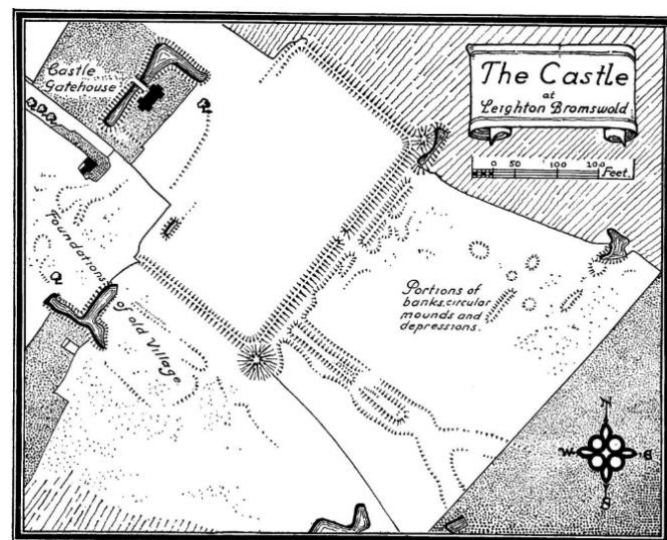 The Castle
at
Leighton Bromswold.
0 50 100 200
Feet.
Castle
Gatehouse
Foundations
of old Village
Portions of
banks, circular
mounds and
depressions.
N
W E
S